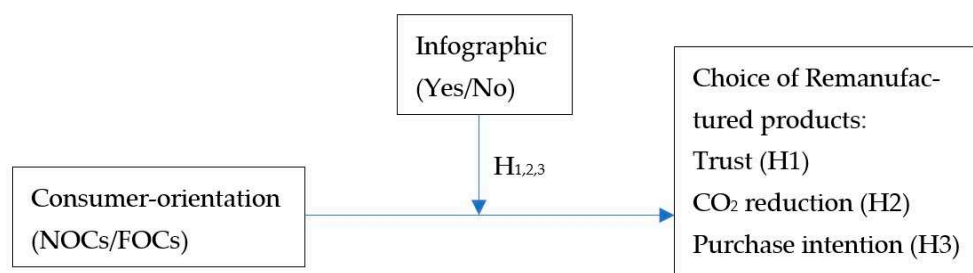 Infographic
(Yes/No)
Choice of Remanufac-
tured products:
Trust (H1)
CO₂ reduction (H2)
Purchase intention (H3)
H₁,₂,₃
Consumer-orientation
(NOCs/FOCs)